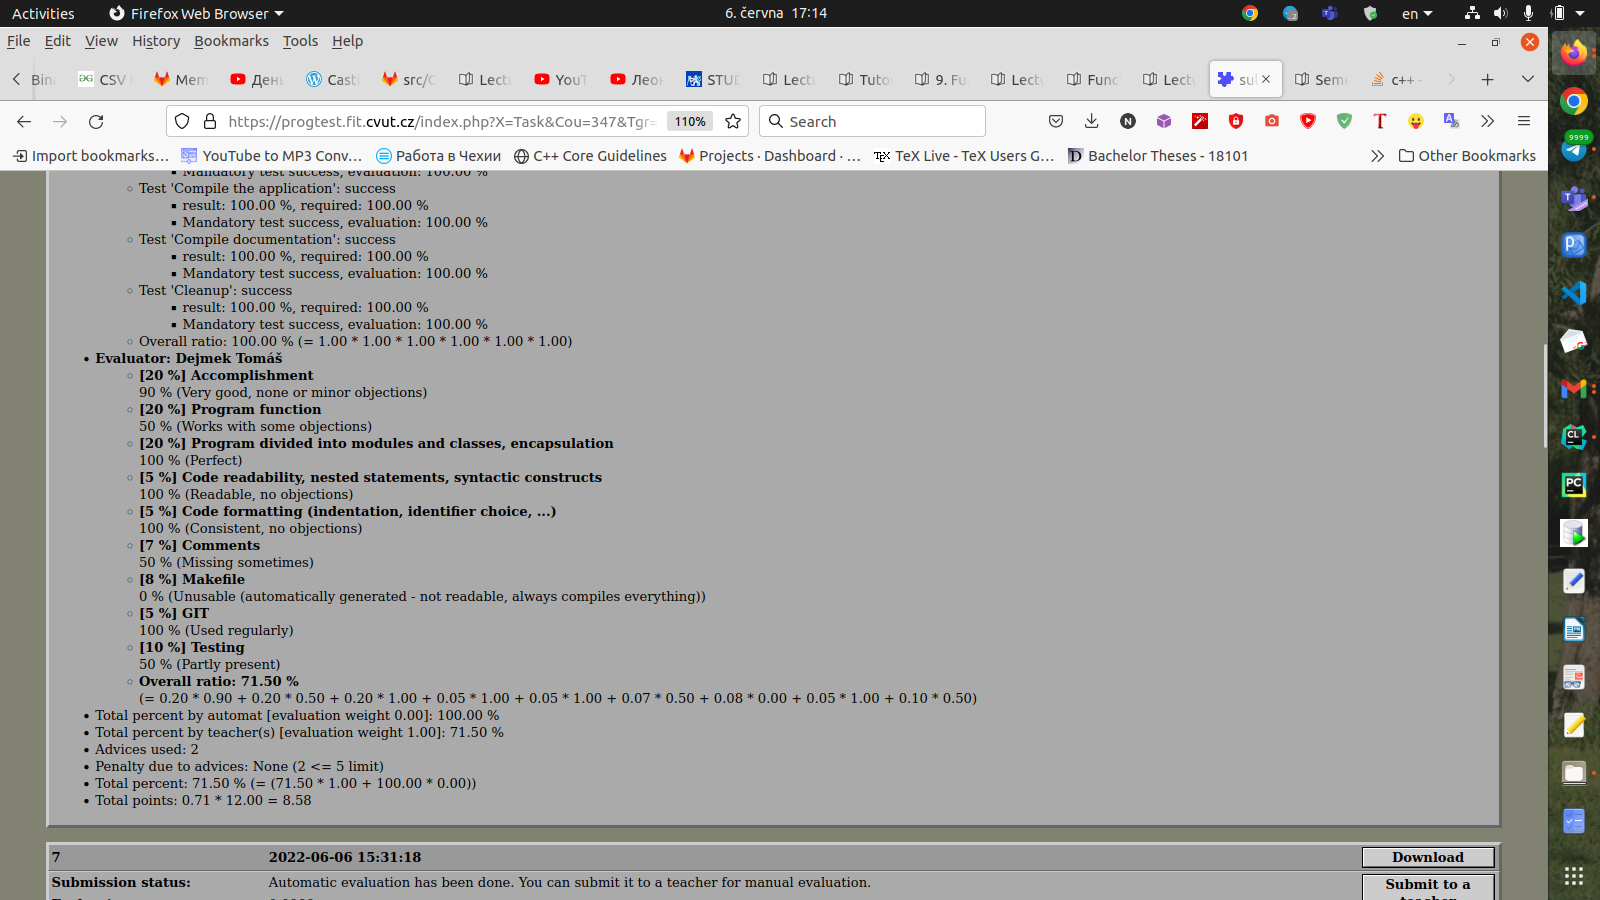 Activities
Firefox Web Browser
6. června 17:14
en
File Edit View History Bookmarks Tools Help
Bin
CSV
Mem
Ден
Casti
src/C
Lectu
YouT
Лео
STUD
Lectu
Tuto
9. Fu
Lectu
Func
Lectu
sul
Sem
c++ -
https://progtest.fit.cvut.cz/index.php?X=Task&Cou=347&Tgr=
110%
Search
Import bookmarks...
YouTube to MP3 Conv...
Работа в Чехии
C++ Core Guidelines
Projects · Dashboard · ...
TeX Live - TeX Users G...
Bachelor Theses - 18101
Other Bookmarks
9999
Mandatory test success, evaluation: 100.00 %
Test 'Compile the application': success
result: 100.00 %, required: 100.00 %
Mandatory test success, evaluation: 100.00 %
Test 'Compile documentation': success
result: 100.00 %, required: 100.00 %
Mandatory test success, evaluation: 100.00 %
Test 'Cleanup': success
result: 100.00 %, required: 100.00 %
Mandatory test success, evaluation: 100.00 %
Overall ratio: 100.00 % (= 1.00 * 1.00 * 1.00 * 1.00 * 1.00 * 1.00)
Evaluator: Dejmek Tomáš
[20 %] Accomplishment
90 % (Very good, none or minor objections)
[20 %] Program function
50 % (Works with some objections)
[20 %] Program divided into modules and classes, encapsulation
100 % (Perfect)
[5 %] Code readability, nested statements, syntactic constructs
100 % (Readable, no objections)
[5 %] Code formatting (indentation, identifier choice, ...)
100 % (Consistent, no objections)
[7 %] Comments
50 % (Missing sometimes)
[8 %] Makefile
0 % (Unusable (automatically generated - not readable, always compiles everything))
[5 %] GIT
100 % (Used regularly)
[10 %] Testing
50 % (Partly present)
Overall ratio: 71.50 %
(= 0.20 * 0.90 + 0.20 * 0.50 + 0.20 * 1.00 + 0.05 * 1.00 + 0.05 * 1.00 + 0.07 * 0.50 + 0.08 * 0.00 + 0.05 * 1.00 + 0.10 * 0.50)
Total percent by automat [evaluation weight 0.00]: 100.00 %
Total percent by teacher(s) [evaluation weight 1.00]: 71.50 %
Advices used: 2
Penalty due to advices: None (2 <= 5 limit)
Total percent: 71.50 % (= (71.50 * 1.00 + 100.00 * 0.00))
Total points: 0.71 * 12.00 = 8.58
7
2022-06-06 15:31:18
Download
Submission status:
Automatic evaluation has been done. You can submit it to a teacher for manual evaluation.
Submit to a